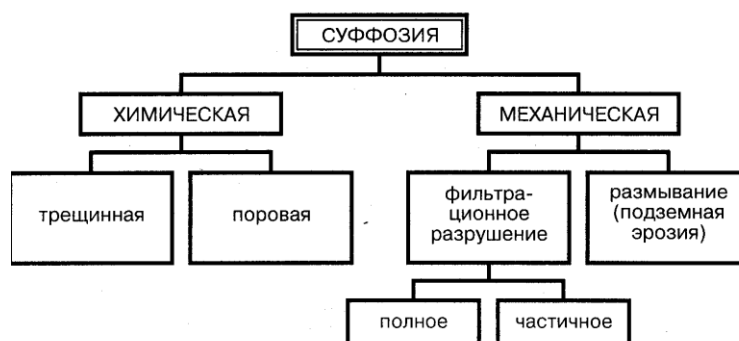 СУФФОЗИЯ
ХИМИЧЕСКАЯ
МЕХАНИЧЕСКАЯ
трещинная
поровая
фильтра-
ционное
разрушение
размывание
(подземная
эрозия)
полное
частичное